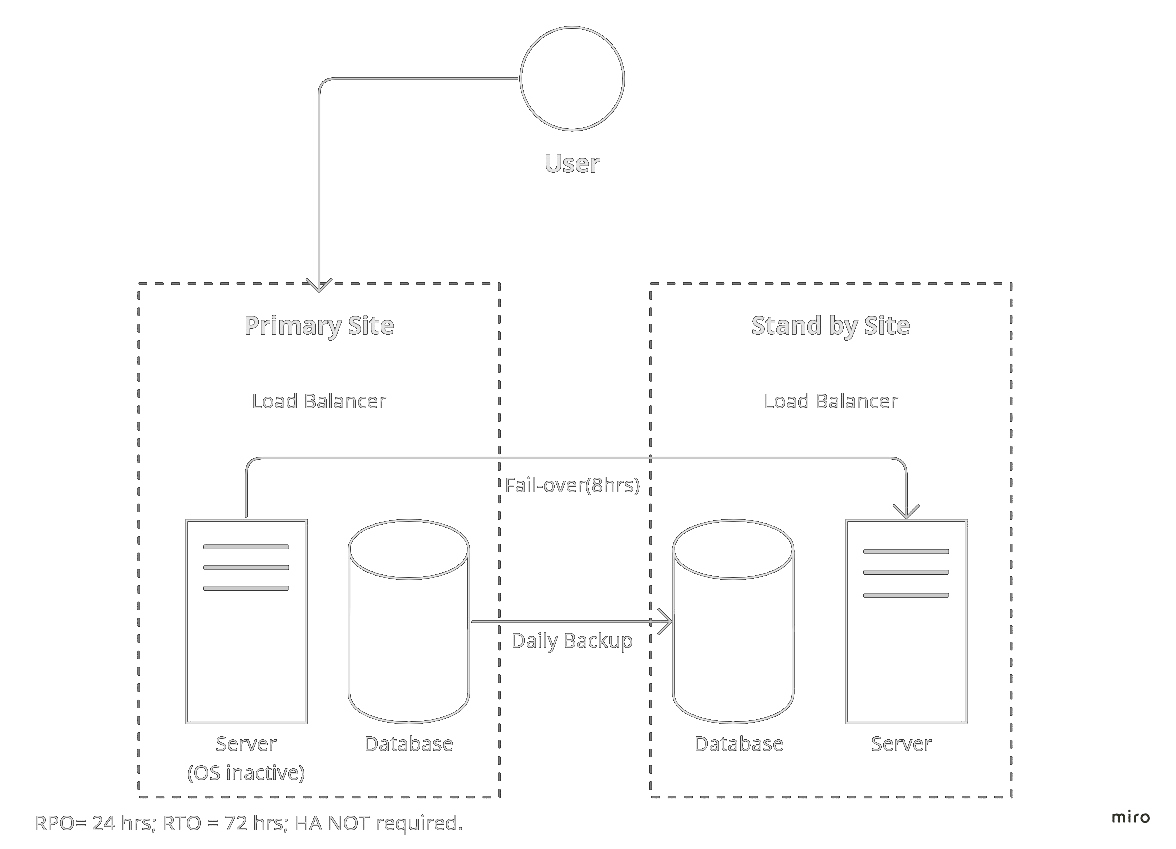 User
Primary Site
Stand by Site
Load Balancer
Load Balancer
Fail-over(8hrs)
Daily Backup
Server
(OS inactive)
Database
Database
Server
RPO= 24 hrs; RTO = 72 hrs; HA NOT required.
miro